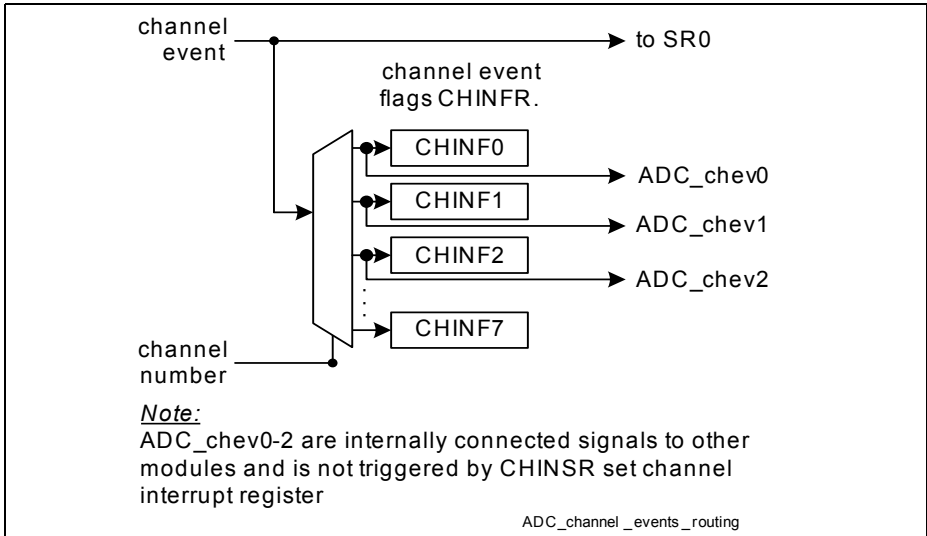 channel
event
to SR0
channel event
flags CHINFR.
CHINF0
ADC_chev0
CHINF1
ADC_chev1
CHINF2
ADC_chev2
CHINF7
channel
number
Note:
ADC_chev0-2 are internally connected signals to other
modules and is not triggered by CHINSR set channel
interrupt register
ADC_channel _events_routing